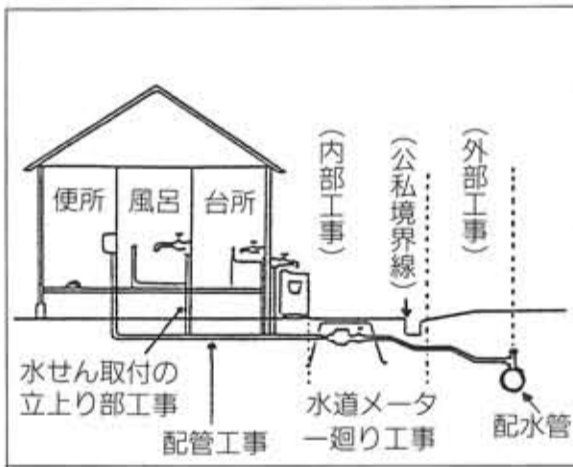 (内部工事)
(公私境界線)
(外部工事)
便所
風呂
台所
水せん取付の
立上り部工事
配管工事
水道メータ
ー廻り工事
配水管